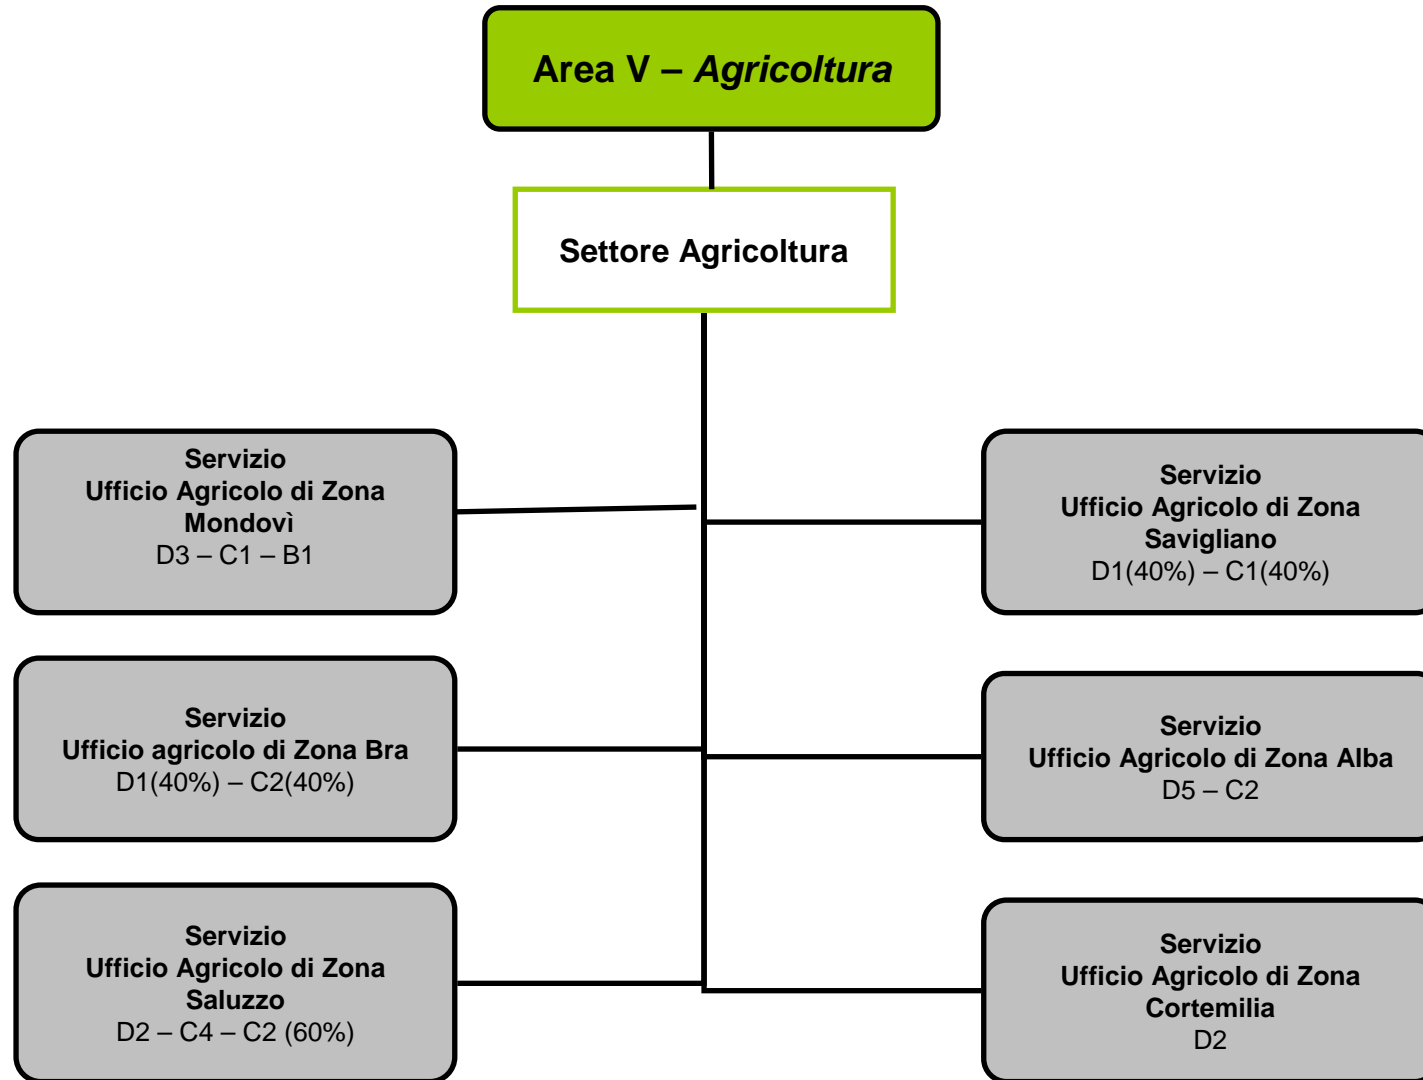 Area V – Agricoltura
Settore Agricoltura
Servizio
Ufficio Agricolo di Zona
Mondovì
D3 – C1 – B1
Servizio
Ufficio Agricolo di Zona
Savigliano
D1(40%) – C1(40%)
Servizio
Ufficio agricolo di Zona Bra
D1(40%) – C2(40%)
Servizio
Ufficio Agricolo di Zona Alba
D5 – C2
Servizio
Ufficio Agricolo di Zona
Saluzzo
D2 – C4 – C2 (60%)
Servizio
Ufficio Agricolo di Zona
Cortemilia
D2